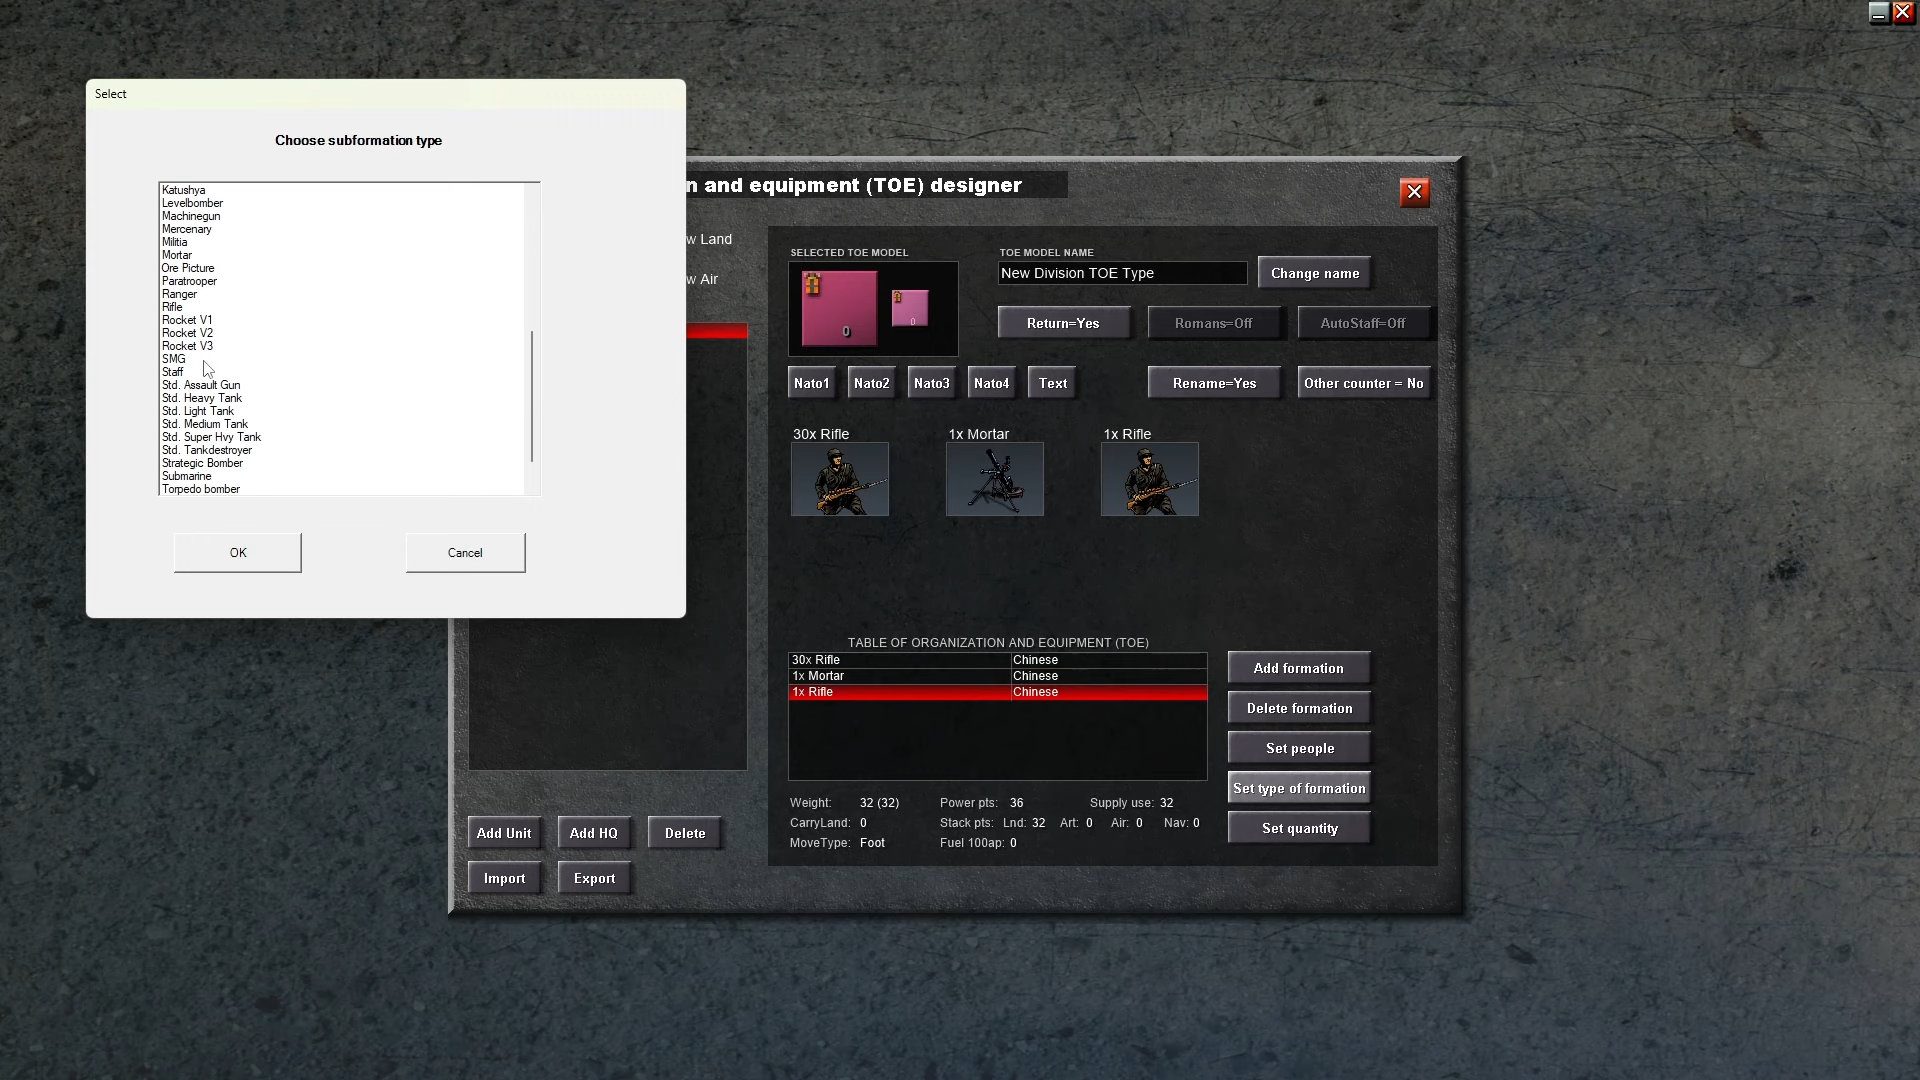 Select
Choose subformation type
Katushya
Levelbomber
Machinegun
Mercenary
Militia
Mortar
Ore Picture
Paratrooper
Ranger
Rifle
Rocket V1
Rocket V2
Rocket V3
SMG
Staff
Std. Assault Gun
Std. Heavy Tank
Std. Light Tank
Std. Medium Tank
Std. Super Hvy Tank
Std. Tankdestroyer
Strategic Bomber
Submarine
Torpedo bomber
OK Cancel
n and equipment (TOE) designer
w Land
w Air
SELECTED TOE MODEL
0
0
TOE MODEL NAME
New Division TOE Type Change name
Return=Yes Romans=Off AutoStaff=Off
Nato1 Nato2 Nato3 Nato4 Text Rename=Yes Other counter = No
30x Rifle 1x Mortar 1x Rifle
TABLE OF ORGANIZATION AND EQUIPMENT (TOE)
30x Rifle Chinese
1x Mortar Chinese
1x Rifle Chinese
Add formation
Delete formation
Set people
Set type of formation
Set quantity
Weight: 32 (32) Power pts: 36 Supply use: 32
CarryLand: 0 Stack pts: Lnd: 32 Art: 0 Air: 0 Nav: 0
MoveType: Foot Fuel 100ap: 0
Add Unit Add HQ Delete
Import Export